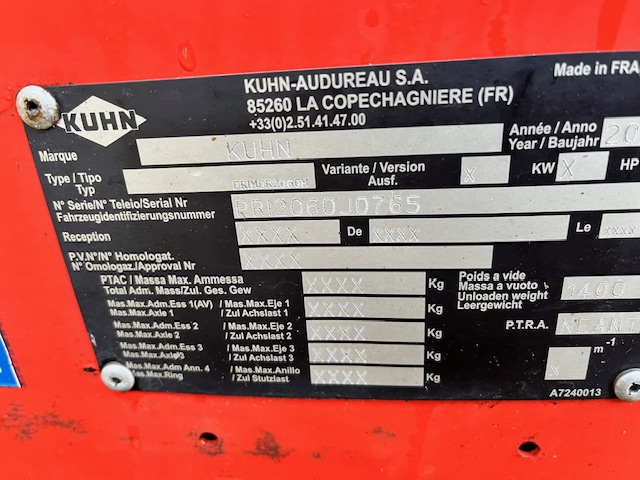 KUHN-AUDUREAU S.A.
85260 LA COPECHAGNIERE (FR)
+33(0)2.51.41.47.00
Made in FRA
KUHN
Marque KUHN
Année / Anno
Year / Baujahr 20
Type / Tipo
Typ
Variante / Version
Ausf. X
KW X HP
N° Serie/N° Teleio/Serial Nr
Fahrzeugidentifizierungsnummer
PRI2060J0765
Reception XXXX De XXXX Le XXXX
P.V.N°/N° Homologat.
N° Omologaz./Approval Nr
XXXX
PTAC / Massa Max. Ammessa
Total Adm. Mass/Zul. Ges. Gew
XXXX Kg
Mas.Max.Adm.Ess 1(AV) / Mas.Max.Eje 1
Mas.Max.Axle 1 / Zul Achslast 1
XXXX Kg
Mas.Max.Adm.Ess 2 / Mas.Max.Eje 2
Mas.Max.Axle 2 / Zul Achslast 2
XXXX Kg
Mas.Max.Adm.Ess 3 / Mas.Max.Eje 3
Mas.Max.Axle 3 / Zul Achslast 3
XXXX Kg
Mas.Max.Adm Ann. 4 / Mas.Max.Anillo
Mas.Max.Ring / Zul Stutzlast
XXXX Kg
Poids a vide
Massa a vuoto
Unloaden weight
Leergewicht
1400
P.T.R.A. NEANT
x m-1
A7240013